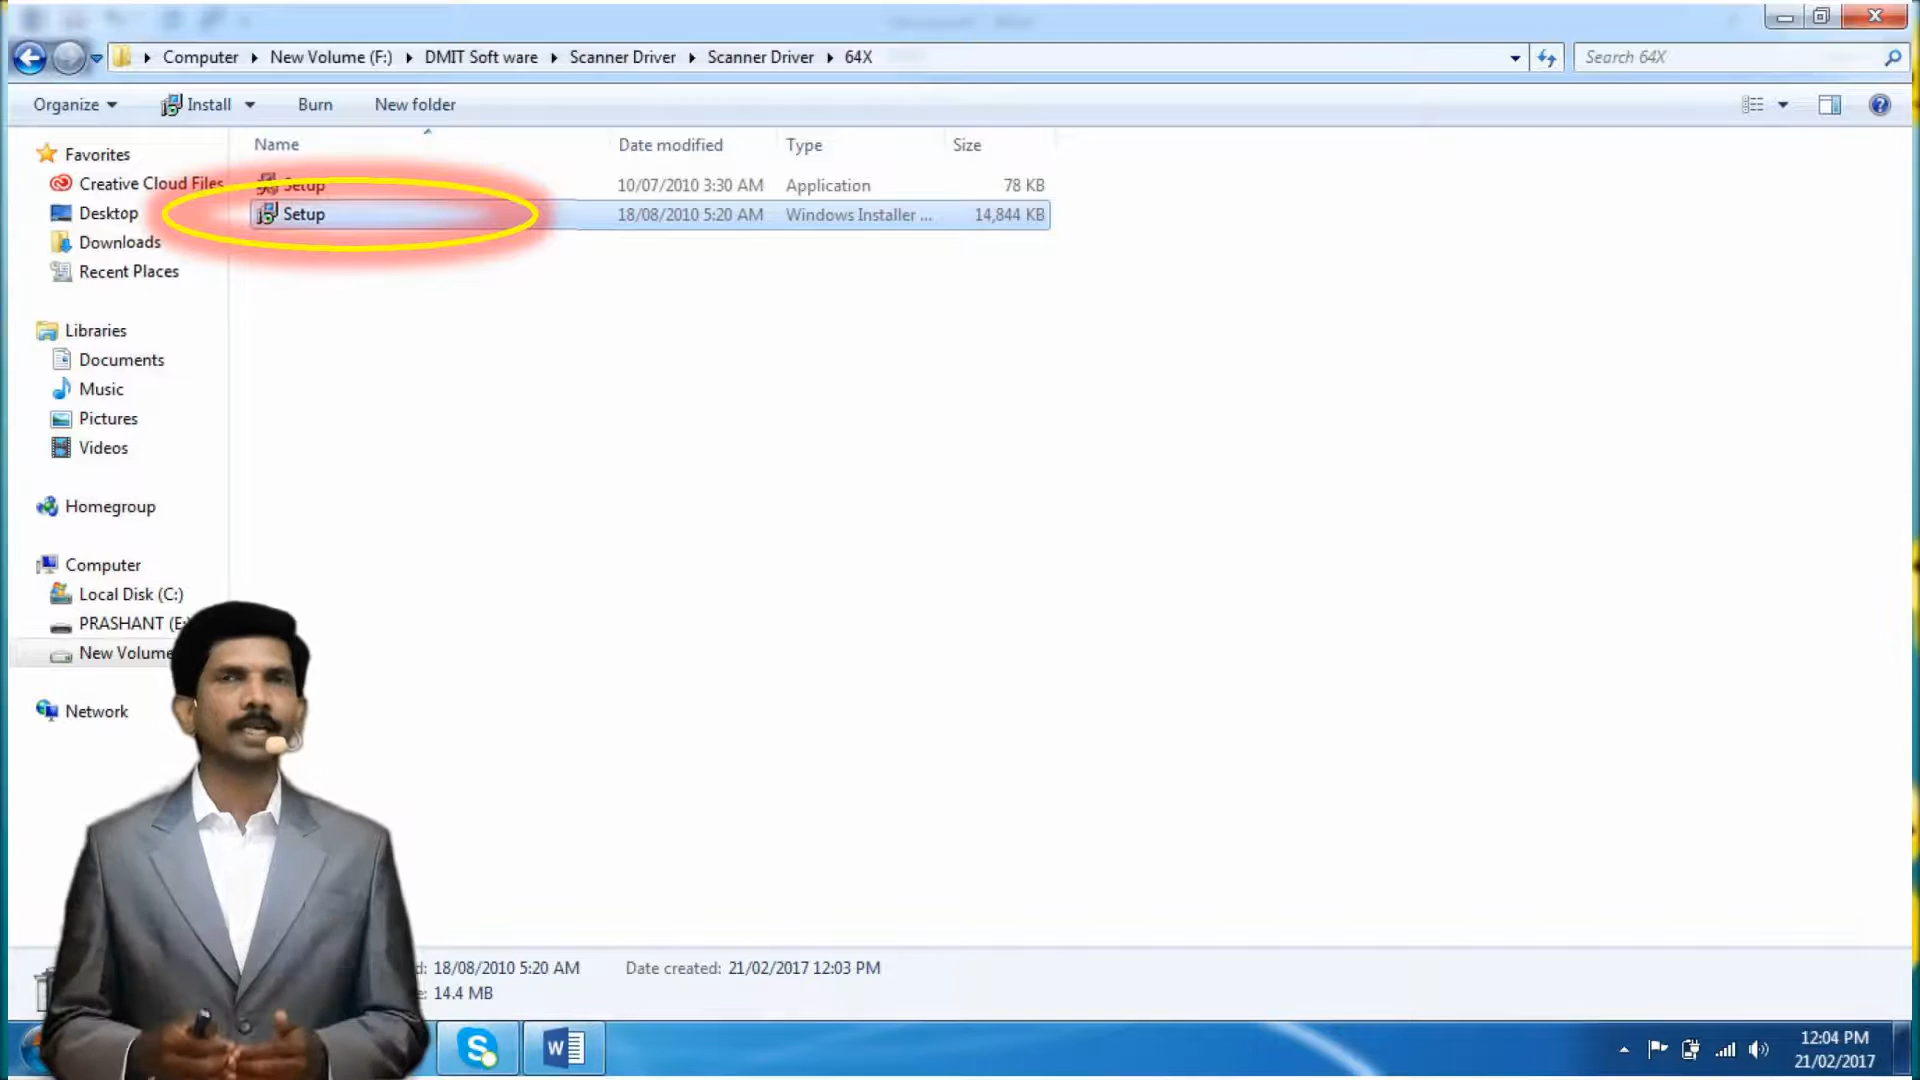 Computer New Volume (F:) DMIT Soft ware Scanner Driver Scanner Driver 64X Search 64X
Organize Install Burn New folder
Name Date modified Type Size
Setup 10/07/2010 3:30 AM Application 78 KB
Setup 18/08/2010 5:20 AM Windows Installer ... 14,844 KB
Favorites
Creative Cloud Files
Desktop
Downloads
Recent Places
Libraries
Documents
Music
Pictures
Videos
Homegroup
Computer
Local Disk (C:)
PRASHANT (E:
New Volume
Network
d: 18/08/2010 5:20 AM Date created: 21/02/2017 12:03 PM
e: 14.4 MB
12:04 PM
21/02/2017